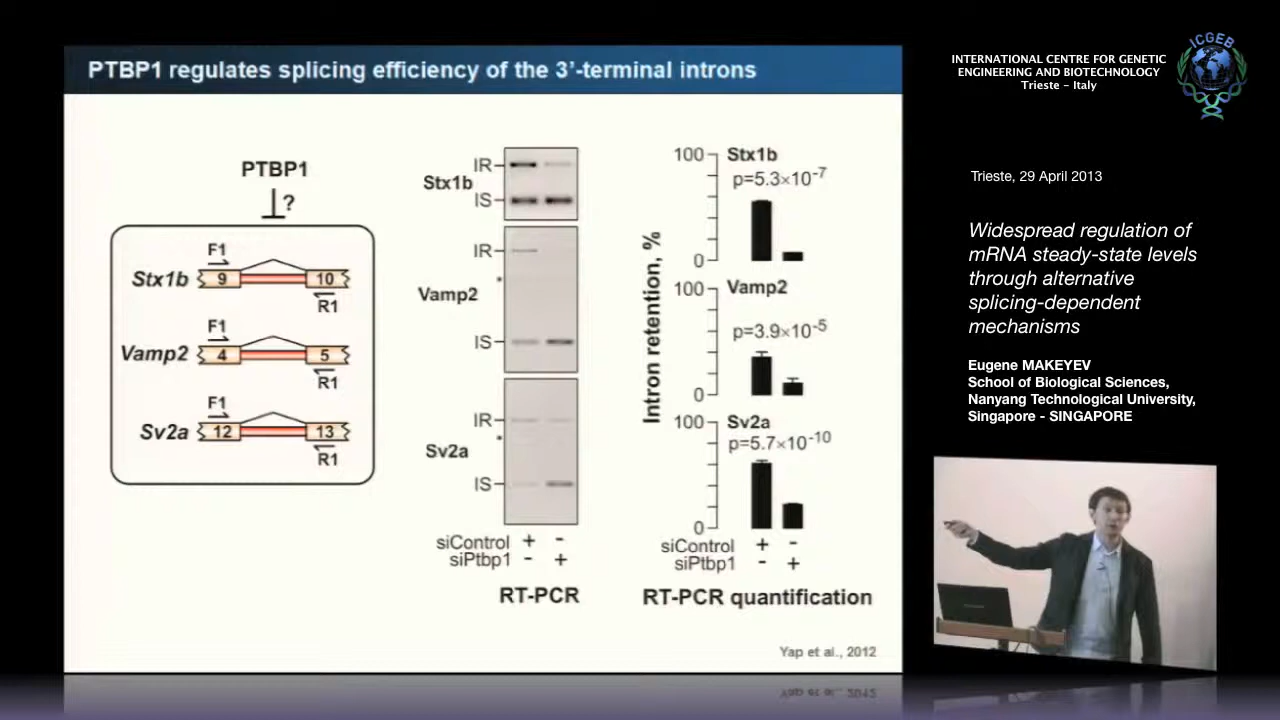 PTBP1 regulates splicing efficiency of the 3'-terminal introns
PTBP1
?
F1
Stx1b 9 10
R1
F1
Vamp2 4 5
R1
F1
Sv2a 12 13
R1
IR
Stx1b
IS
IR
*
Vamp2
IS
IR
*
Sv2a
IS
siControl + -
siPtbp1 - +
RT-PCR
Intron retention, %
100 Stx1b
p=5.3×10-7
0
100 Vamp2
p=3.9×10-5
0
100 Sv2a
p=5.7×10-10
0
siControl + -
siPtbp1 - +
RT-PCR quantification
Yap et al., 2012
INTERNATIONAL CENTRE FOR GENETIC
ENGINEERING AND BIOTECHNOLOGY
Trieste - Italy
ICGEB
Trieste, 29 April 2013
Widespread regulation of
mRNA steady-state levels
through alternative
splicing-dependent
mechanisms
Eugene MAKEYEV
School of Biological Sciences,
Nanyang Technological University,
Singapore - SINGAPORE